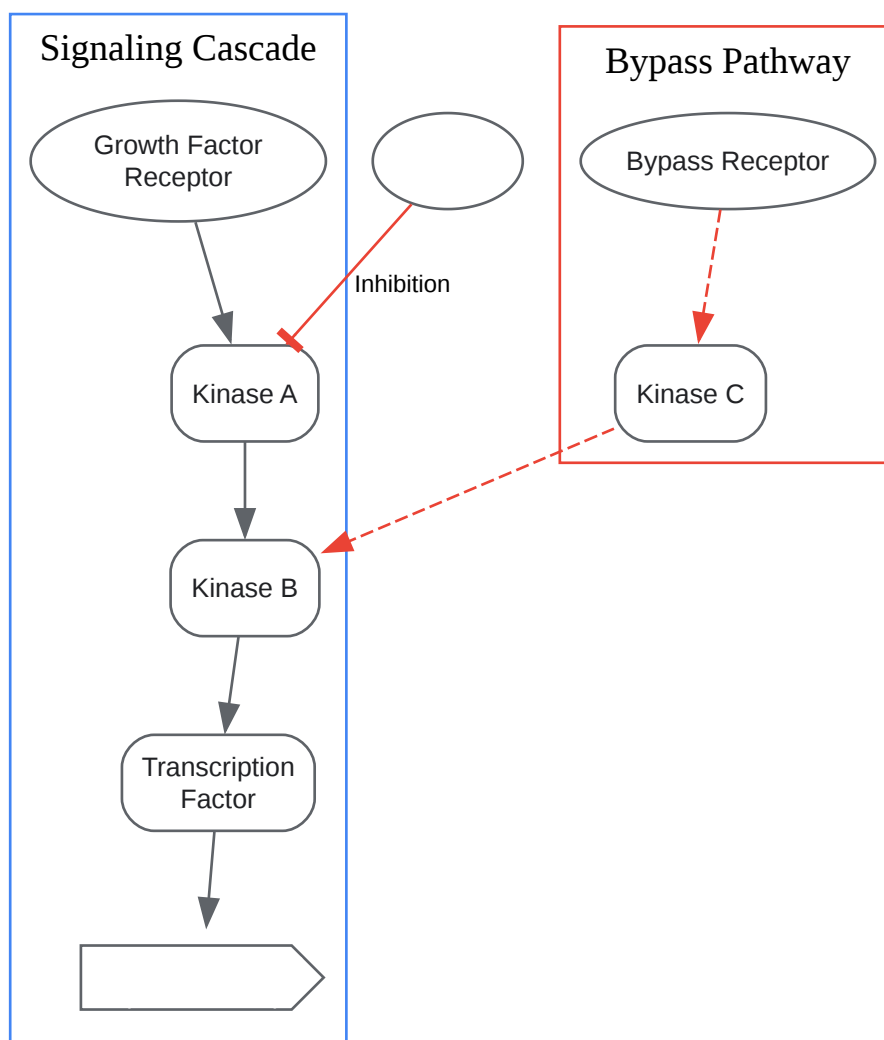 Signaling Cascade
Bypass Pathway
Growth Factor
Receptor
Bypass Receptor
Inhibition
Kinase A
Kinase C
Kinase B
Transcription
Factor